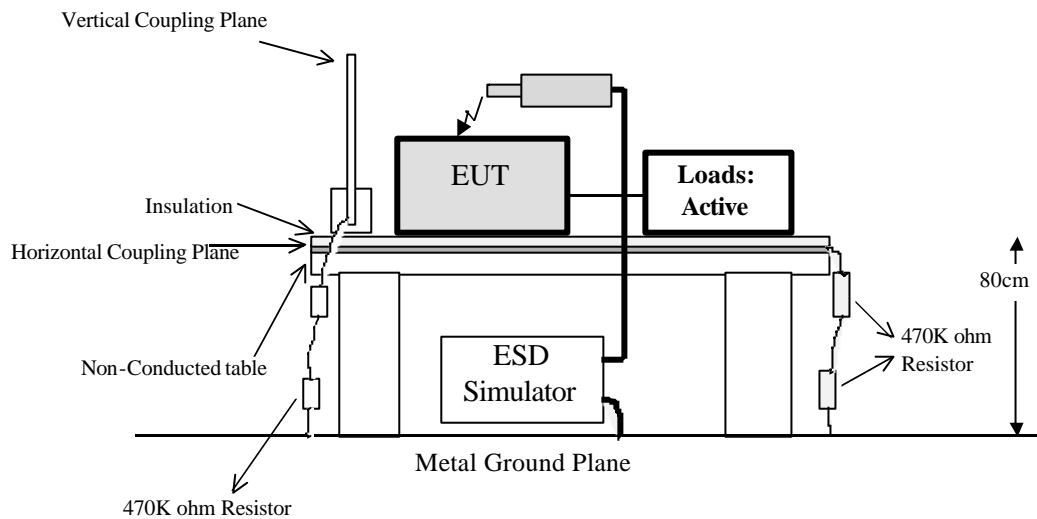 Vertical Coupling Plane
EUT
Loads:
Active
Insulation
Horizontal Coupling Plane
80cm
470K ohm
Resistor
Non-Conducted table
ESD
Simulator
Metal Ground Plane
470K ohm Resistor